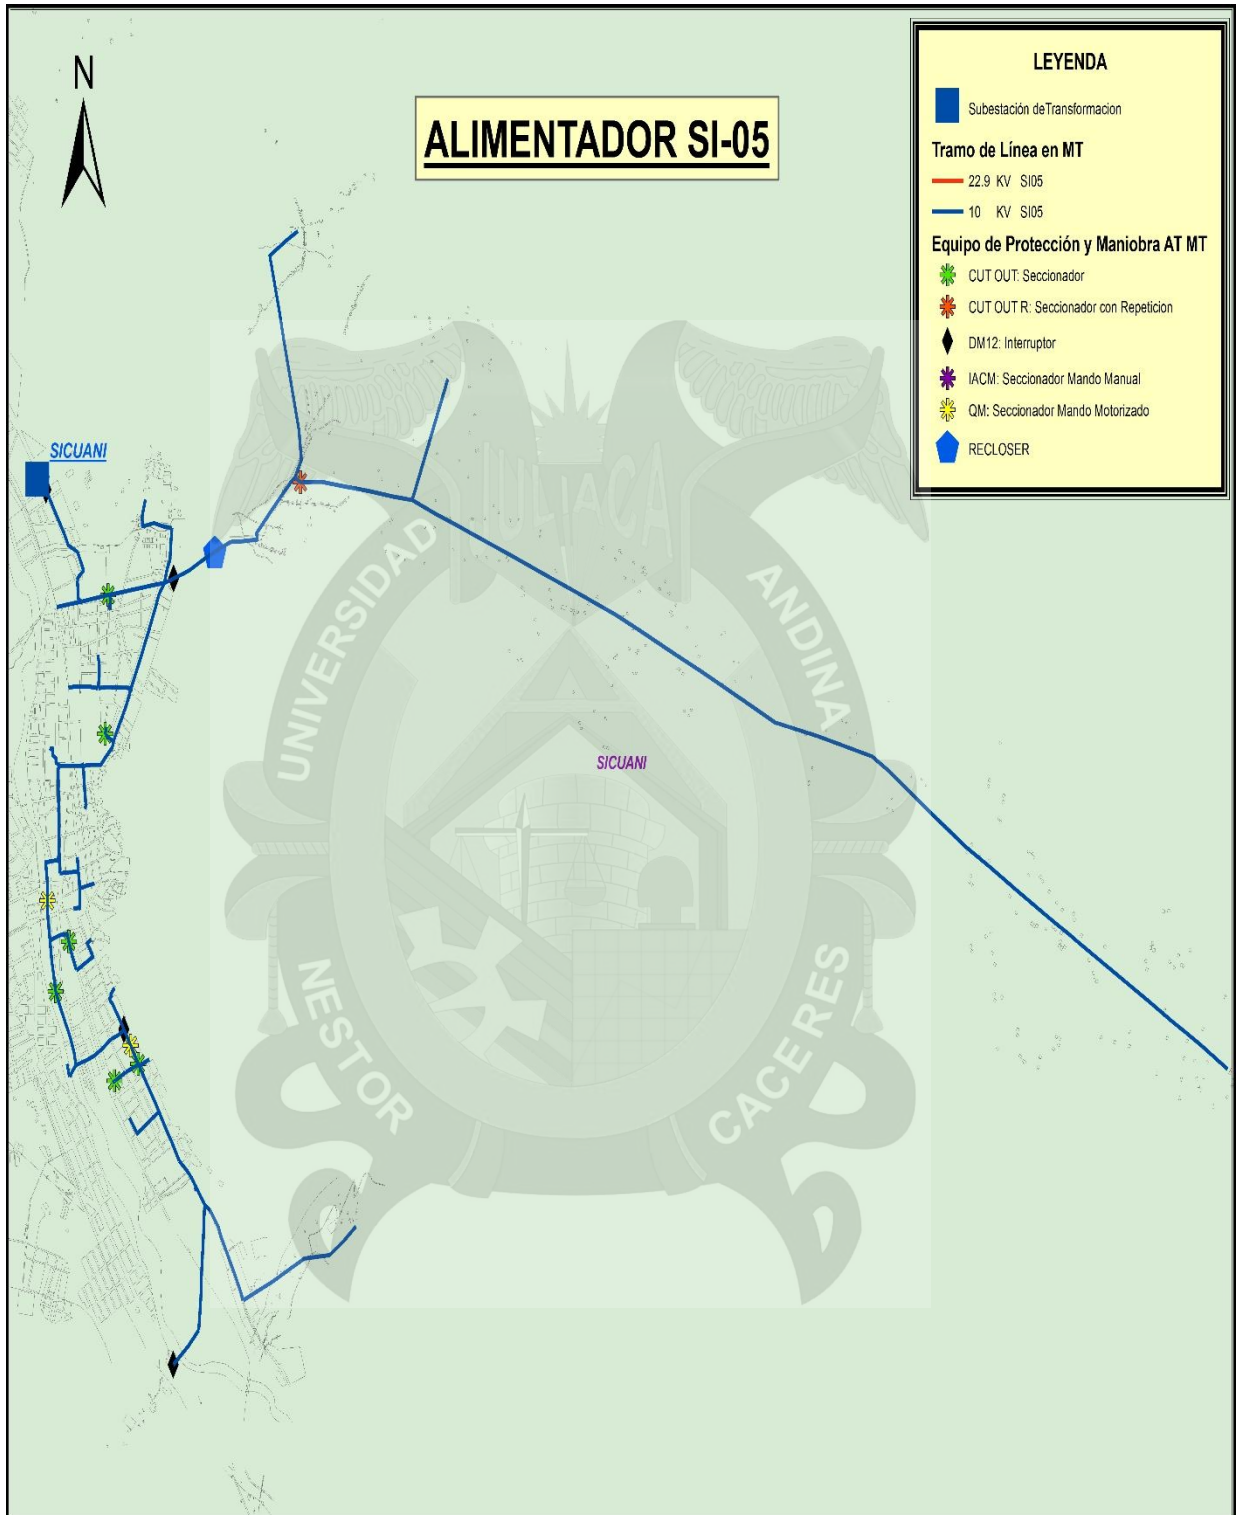 N
ALIMENTADOR SI-05
LEYENDA
Subestación deTransformacion
Tramo de Línea en MT
22.9 KV SI05
10 KV SI05
Equipo de Protección y Maniobra AT MT
CUT OUT: Seccionador
CUT OUT R: Seccionador con Repeticion
DM12: Interruptor
IACM: Seccionador Mando Manual
QM: Seccionador Mando Motorizado
RECLOSER
SICUANI
SICUANI
UNIVERSIDAD
ANDINA
NESTOR
CACERES